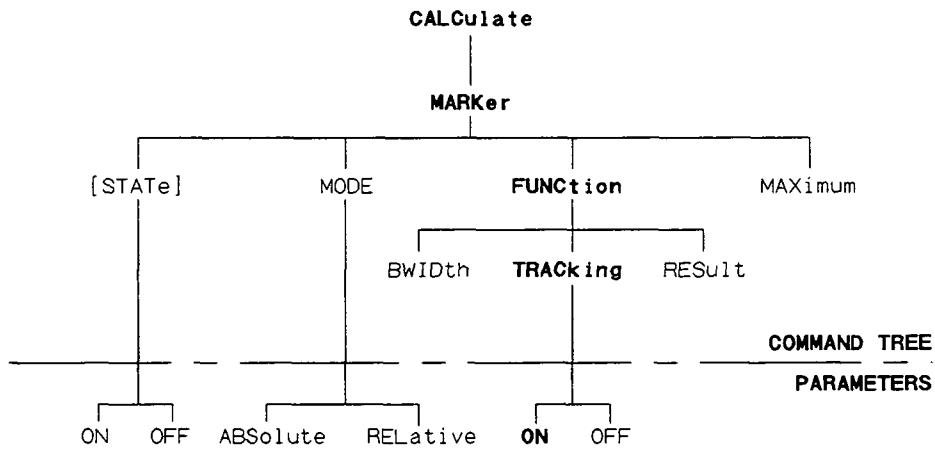 CALCulate
MARKer
[STATe] MODE FUNCtion MAXimum
BWIDth TRACking RESult
COMMAND TREE
PARAMETERS
ON OFF ABSolute RELative ON OFF